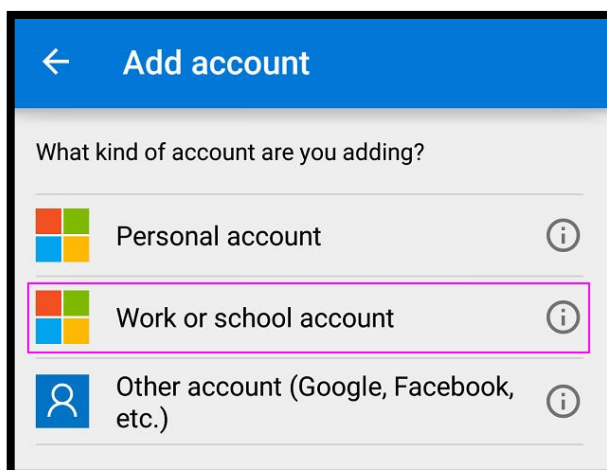 Add account
What kind of account are you adding?
Personal account
Work or school account
Other account (Google, Facebook,
etc.)